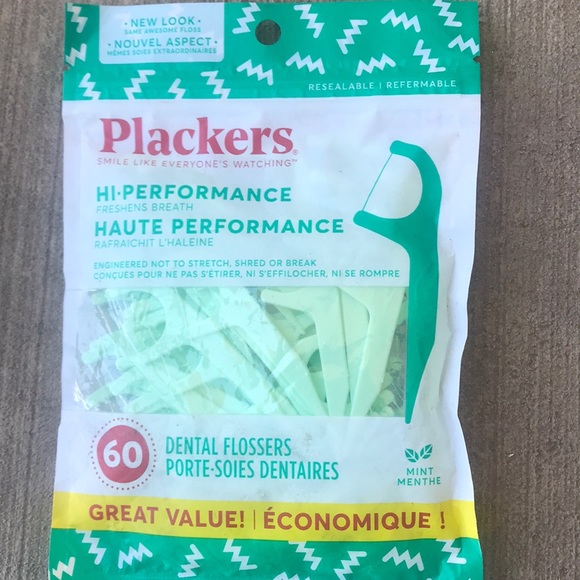 • NEW LOOK •
SAME AWESOME FLOSS
• NOUVEL ASPECT •
MÊMES SOIES EXTRAORDINAIRES
RESEALABLE | REFERMABLE
Plackers®
SMILE LIKE EVERYONE'S WATCHING™
HI•PERFORMANCE
FRESHENS BREATH
HAUTE PERFORMANCE
RAFRAÎCHIT L'HALEINE
ENGINEERED NOT TO STRETCH, SHRED OR BREAK
CONÇUES POUR NE PAS S'ÉTIRER, NI S'EFFILOCHER, NI SE ROMPRE
60
DENTAL FLOSSERS
PORTE-SOIES DENTAIRES
MINT
MENTHE
GREAT VALUE! | ÉCONOMIQUE !